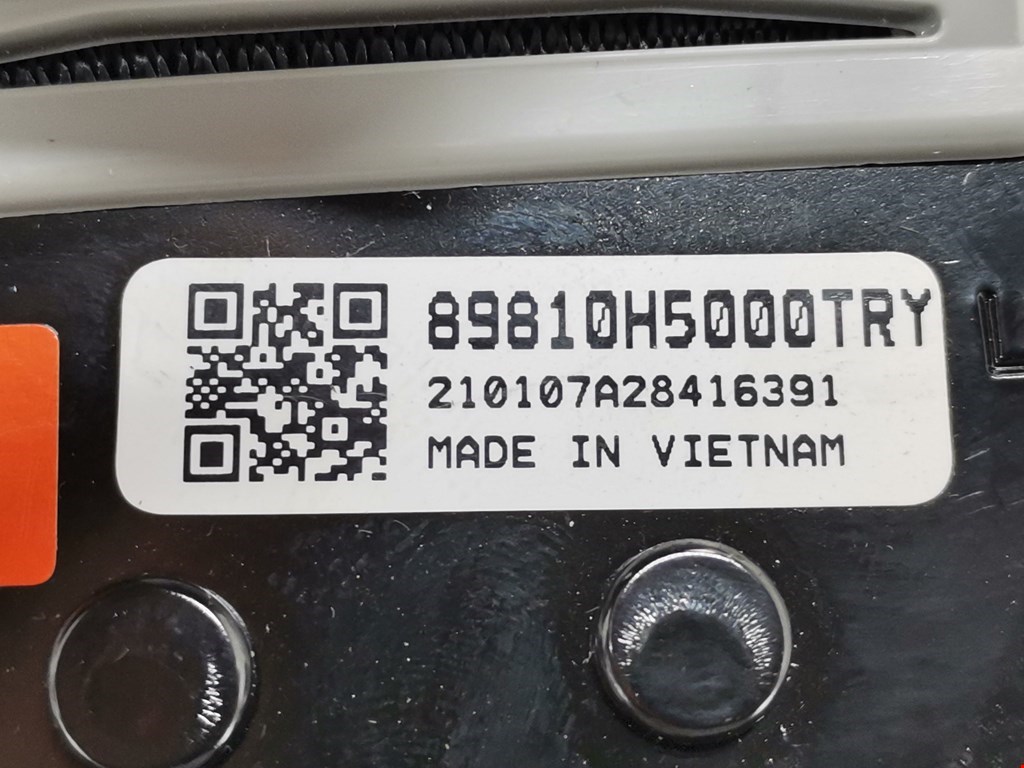 89810H5000TRY
210107A28416391
MADE IN VIETNAM
L